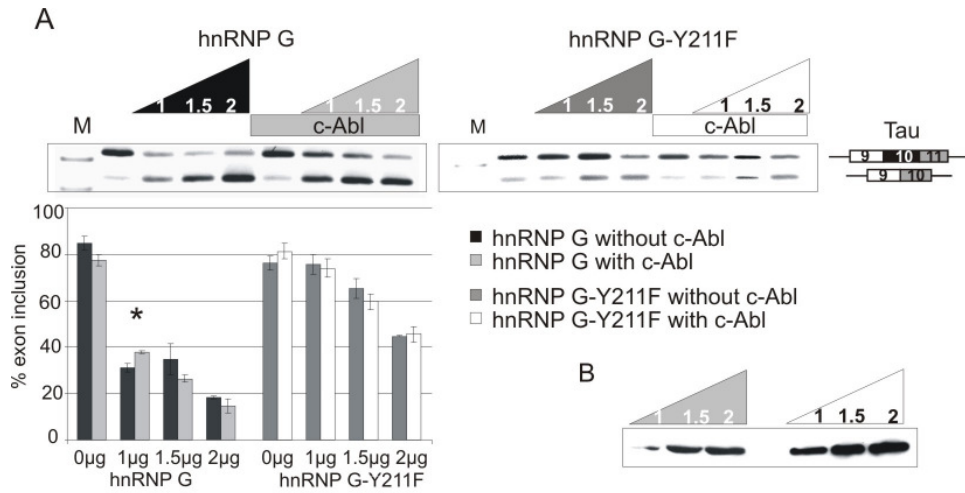 A
hnRNP G
hnRNP G-Y211F
1 1.5 2
1 1.5 2
1 1.5 2
1 1.5 2
M
c-Abl
M
c-Abl
Tau
9 10 11
9 10
100
80
60
40
20
0
% exon inclusion
*
0µg 1µg 1.5µg 2µg
0µg 1µg 1.5µg 2µg
hnRNP G
hnRNP G-Y211F
hnRNP G without c-Abl
hnRNP G with c-Abl
hnRNP G-Y211F without c-Abl
hnRNP G-Y211F with c-Abl
B
1 1.5 2
1 1.5 2